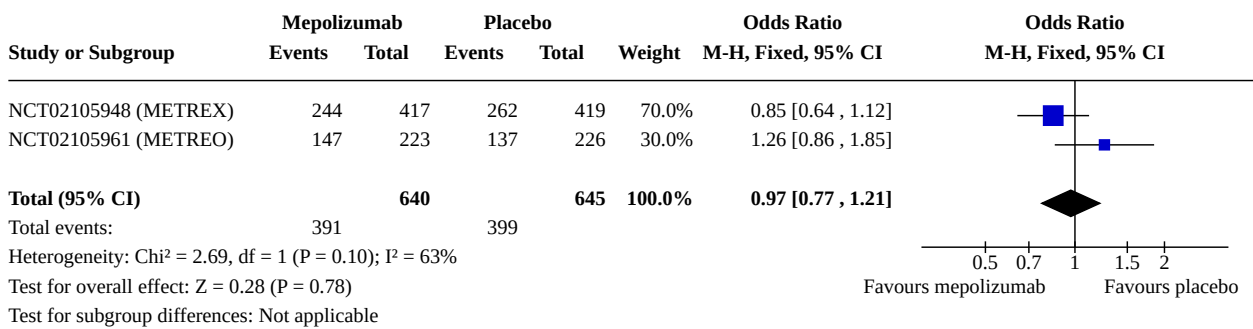 Mepolizumab Placebo Odds Ratio Odds Ratio
Study or Subgroup Events Total Events Total Weight M-H, Fixed, 95% CI M-H, Fixed, 95% CI
NCT02105948 (METREX) 244 417 262 419 70.0% 0.85 [0.64 , 1.12]
NCT02105961 (METREO) 147 223 137 226 30.0% 1.26 [0.86 , 1.85]
Total (95% CI) 640 645 100.0% 0.97 [0.77 , 1.21]
Total events: 391 399
Heterogeneity: Chi² = 2.69, df = 1 (P = 0.10); I² = 63%
0.5 0.7 1 1.5 2
Test for overall effect: Z = 0.28 (P = 0.78) Favours mepolizumab Favours placebo
Test for subgroup differences: Not applicable